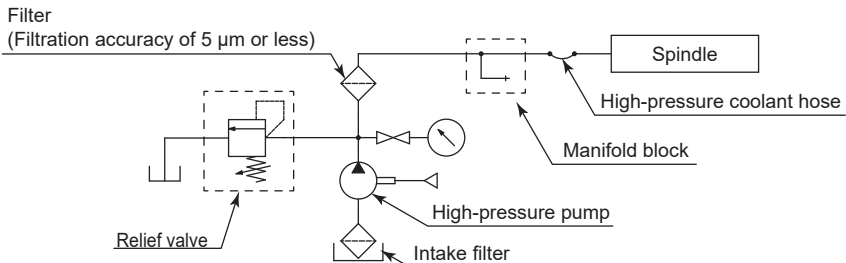 Filter
(Filtration accuracy of 5 μm or less)
Spindle
High-pressure coolant hose
Manifold block
High-pressure pump
Relief valve
Intake filter